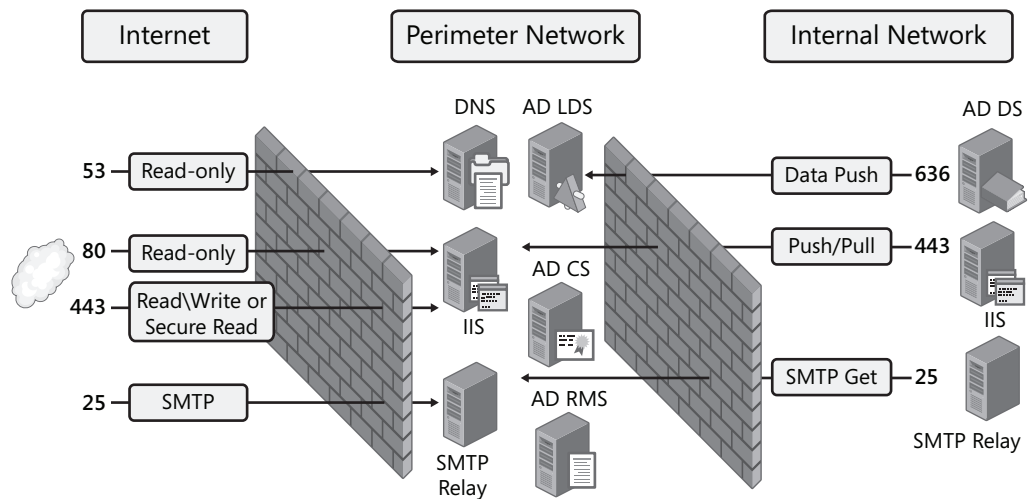 Internet
Perimeter Network
Internal Network
DNS
AD LDS
AD DS
53
Read-only
Data Push
636
80
Read-only
Push/Pull
443
AD CS
443
Read\Write or
Secure Read
IIS
IIS
25
SMTP
SMTP Get
25
AD RMS
SMTP
Relay
SMTP Relay